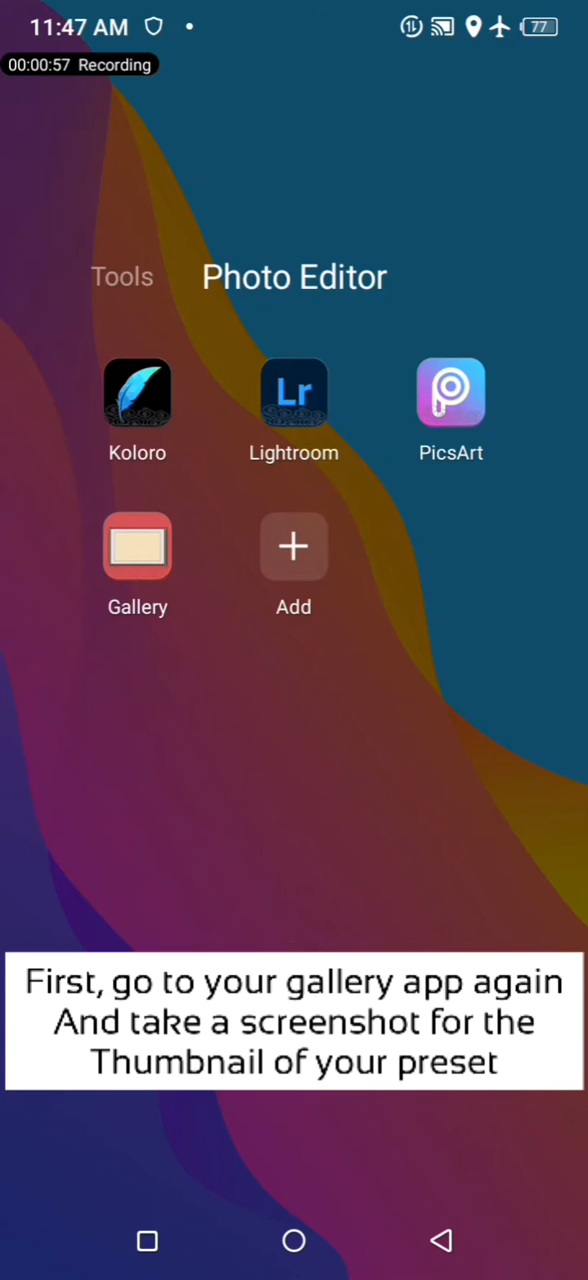 11:47 AM
77
00:00:57 Recording
Tools Photo Editor
Lr
Koloro Lightroom PicsArt
Gallery Add
First, go to your gallery app again
And take a screenshot for the
Thumbnail of your preset